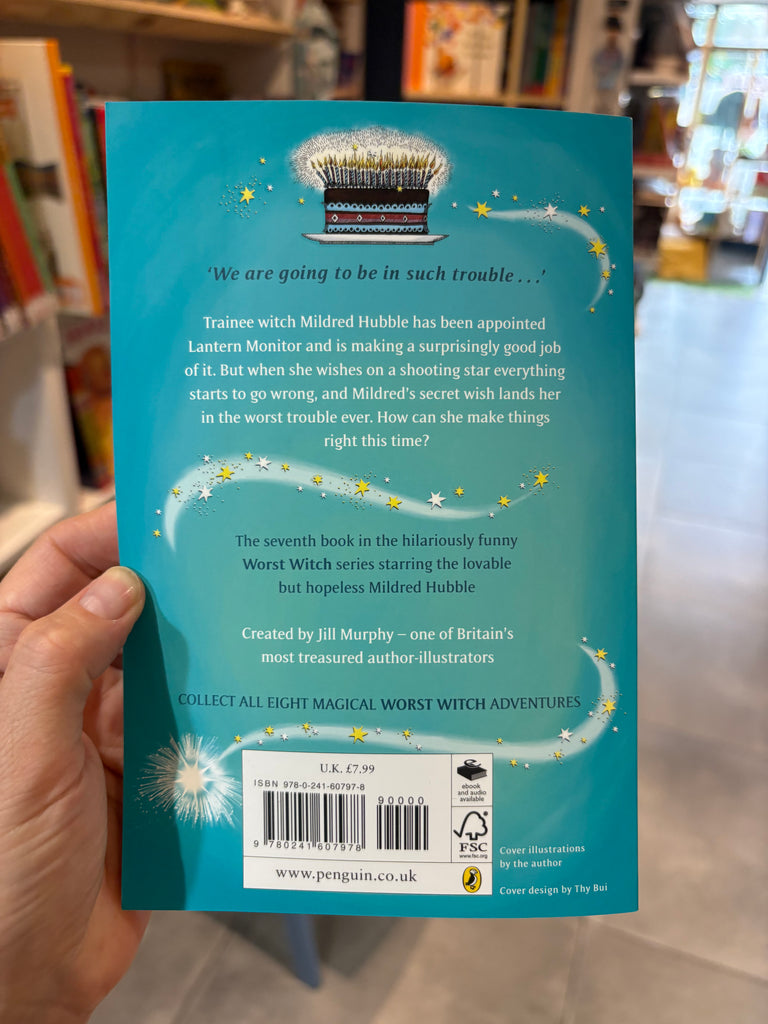 ‘We are going to be in such trouble . . .’
Trainee witch Mildred Hubble has been appointed
Lantern Monitor and is making a surprisingly good job
of it. But when she wishes on a shooting star everything
starts to go wrong, and Mildred’s secret wish lands her
in the worst trouble ever. How can she make things
right this time?
The seventh book in the hilariously funny
Worst Witch series starring the lovable
but hopeless Mildred Hubble
Created by Jill Murphy – one of Britain’s
most treasured author-illustrators
COLLECT ALL EIGHT MAGICAL WORST WITCH ADVENTURES
U.K. £7.99
ISBN 978-0-241-60797-8
90000
9 780241 607978
www.penguin.co.uk
ebook
and audio
available
FSC
www.fsc.org
Cover illustrations
by the author
Cover design by Thy Bui